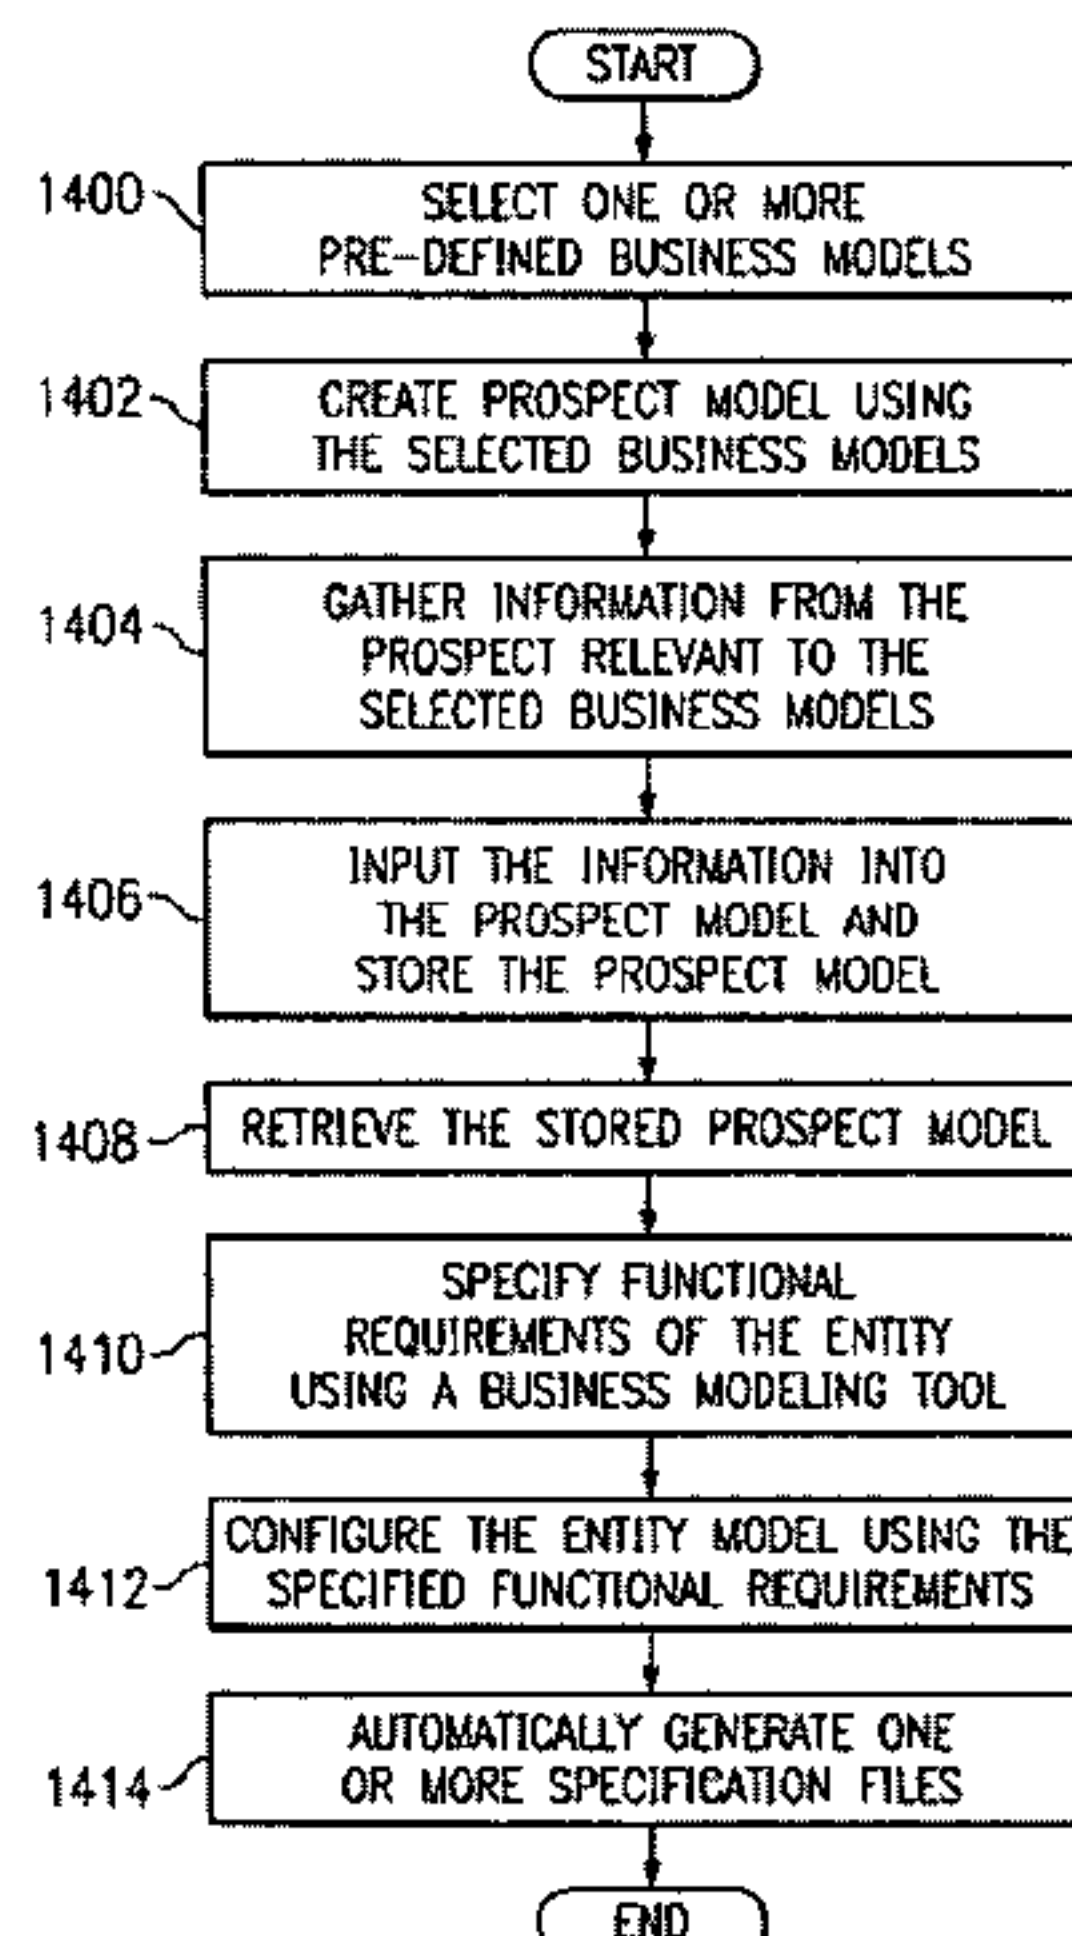 START
1400
SELECT ONE OR MORE
PRE-DEFINED BUSINESS MODELS
1402
CREATE PROSPECT MODEL USING
THE SELECTED BUSINESS MODELS
1404
GATHER INFORMATION FROM THE
PROSPECT RELEVANT TO THE
SELECTED BUSINESS MODELS
1406
INPUT THE INFORMATION INTO
THE PROSPECT MODEL AND
STORE THE PROSPECT MODEL
1408
RETRIEVE THE STORED PROSPECT MODEL
1410
SPECIFY FUNCTIONAL
REQUIREMENTS OF THE ENTITY
USING A BUSINESS MODELING TOOL
1412
CONFIGURE THE ENTITY MODEL USING THE
SPECIFIED FUNCTIONAL REQUIREMENTS
1414
AUTOMATICALLY GENERATE ONE
OR MORE SPECIFICATION FILES
END